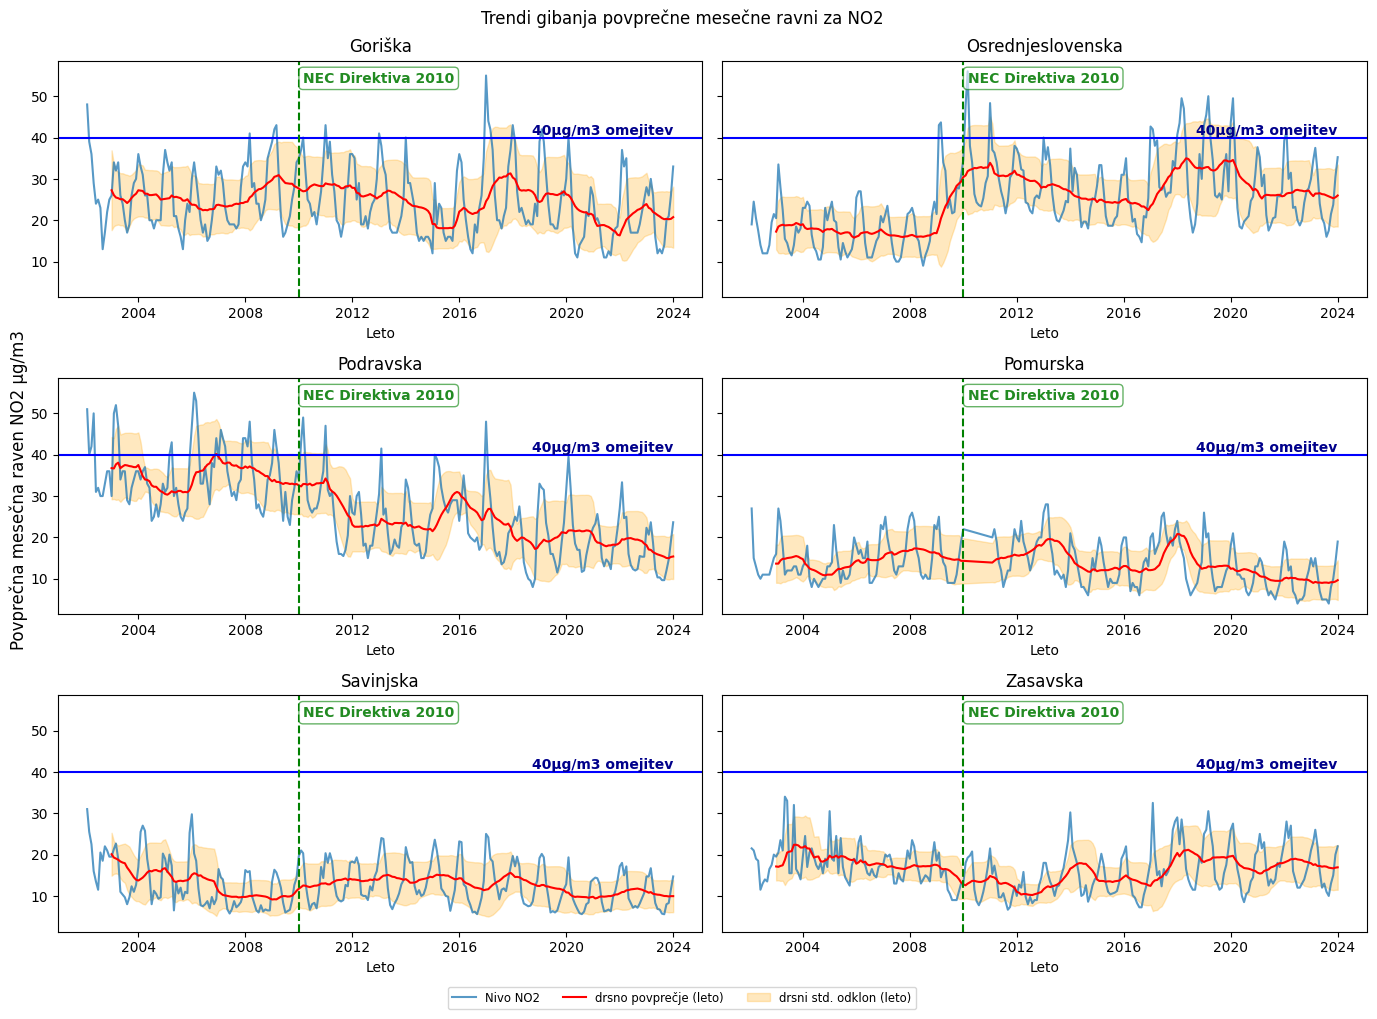 Trendi gibanja povprečne mesečne ravni za NO2
Povprečna mesečna raven NO2 µg/m3
Goriška
NEC Direktiva 2010
40µg/m3 omejitev
50
40
30
20
10
2004 2008 2012 2016 2020 2024
Leto
Osrednjeslovenska
NEC Direktiva 2010
40µg/m3 omejitev
2004 2008 2012 2016 2020 2024
Leto
Podravska
NEC Direktiva 2010
40µg/m3 omejitev
50
40
30
20
10
2004 2008 2012 2016 2020 2024
Leto
Pomurska
NEC Direktiva 2010
40µg/m3 omejitev
2004 2008 2012 2016 2020 2024
Leto
Savinjska
NEC Direktiva 2010
40µg/m3 omejitev
50
40
30
20
10
2004 2008 2012 2016 2020 2024
Leto
Zasavska
NEC Direktiva 2010
40µg/m3 omejitev
2004 2008 2012 2016 2020 2024
Leto
Nivo NO2 drsno povprečje (leto) drsni std. odklon (leto)